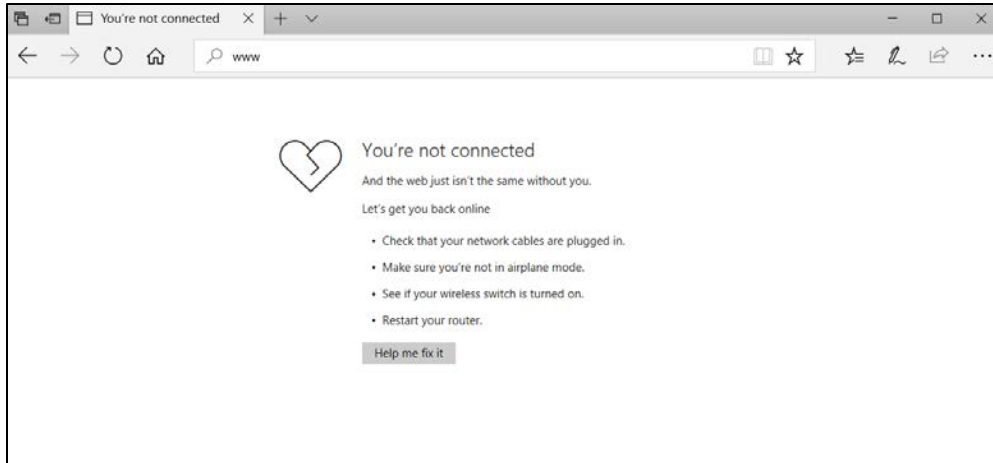 You're not connected
www
You're not connected
And the web just isn't the same without you.
Let's get you back online
• Check that your network cables are plugged in.
• Make sure you're not in airplane mode.
• See if your wireless switch is turned on.
• Restart your router.
Help me fix it